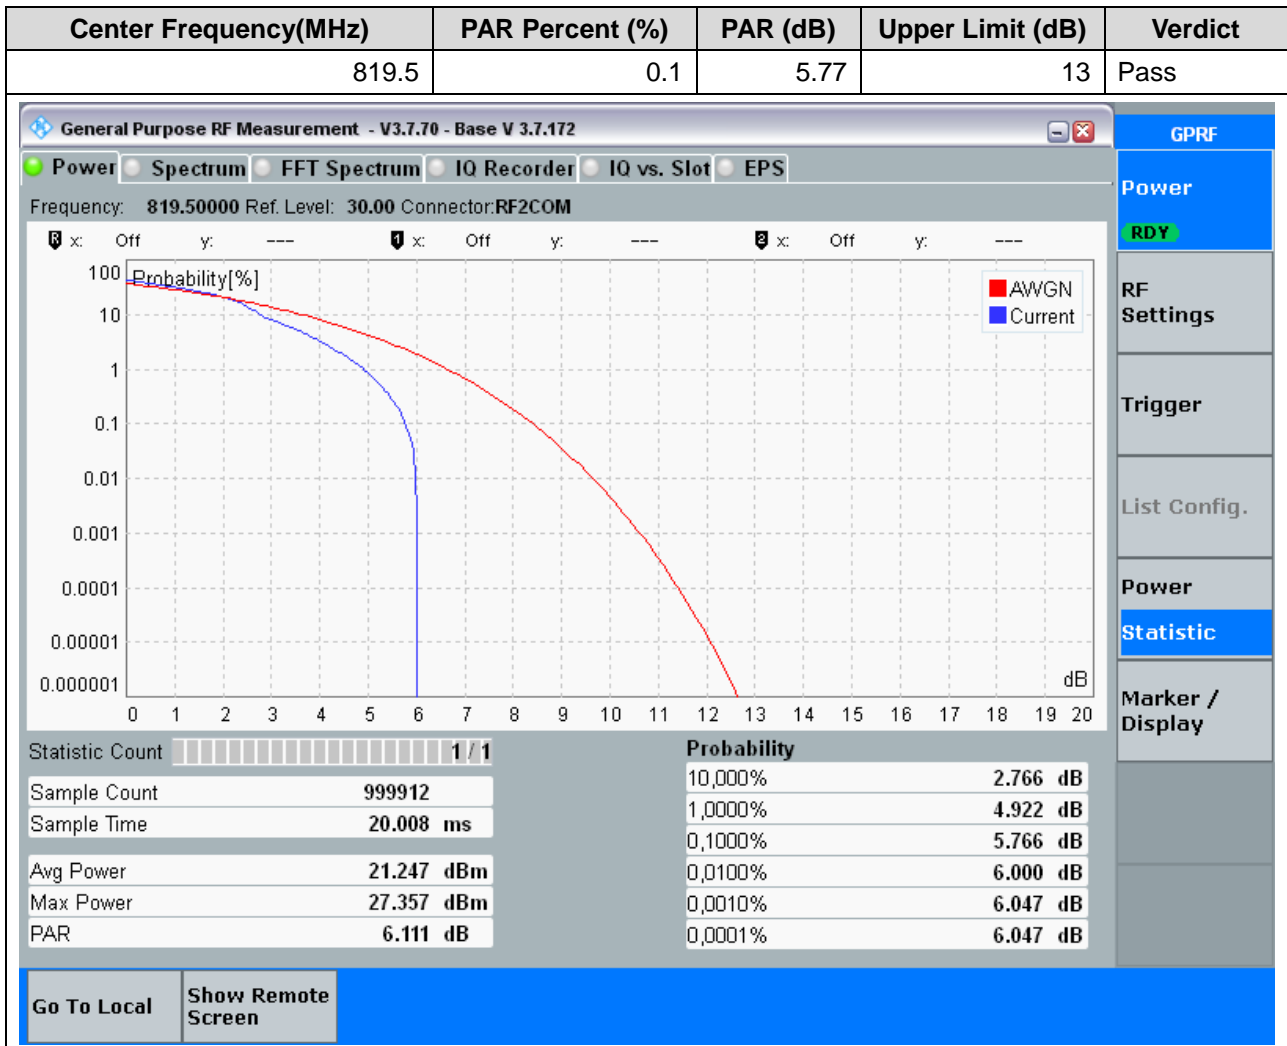 Center Frequency(MHz) PAR Percent (%) PAR (dB) Upper Limit (dB) Verdict
819.5 0.1 5.77 13 Pass
General Purpose RF Measurement - V3.7.70 - Base V 3.7.172
GPRF
Power Spectrum FFT Spectrum IQ Recorder IQ vs. Slot EPS
Power
RDY
Frequency: 819.50000 Ref. Level: 30.00 Connector:RF2COM
R x: Off y: --- 1 x: Off y: --- 2 x: Off y: ---
Probability[%]
100
10
1
0.1
0.01
0.001
0.0001
0.00001
0.000001
AWGN
Current
dB
0 1 2 3 4 5 6 7 8 9 10 11 12 13 14 15 16 17 18 19 20
RF
Settings
Trigger
List Config.
Power
Statistic
Marker /
Display
Statistic Count 1 / 1
Sample Count 999912
Sample Time 20.008 ms
Avg Power 21.247 dBm
Max Power 27.357 dBm
PAR 6.111 dB
Probability
10,000% 2.766 dB
1,0000% 4.922 dB
0,1000% 5.766 dB
0,0100% 6.000 dB
0,0010% 6.047 dB
0,0001% 6.047 dB
Go To Local
Show Remote
Screen